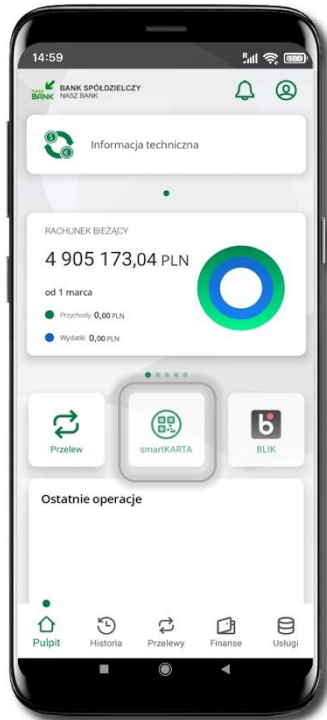 14:59
BANK SPÓŁDZIELCZY
NASZ BANK
BANK
Informacja techniczna
RACHUNEK BIEŻĄCY
4 905 173,04 PLN
od 1 marca
Przychody 0,00 PLN
Wydatki 0,00 PLN
Przelew
smartKARTA
BLIK
Ostatnie operacje
Pulpit
Historia
Przelewy
Finanse
Usługi